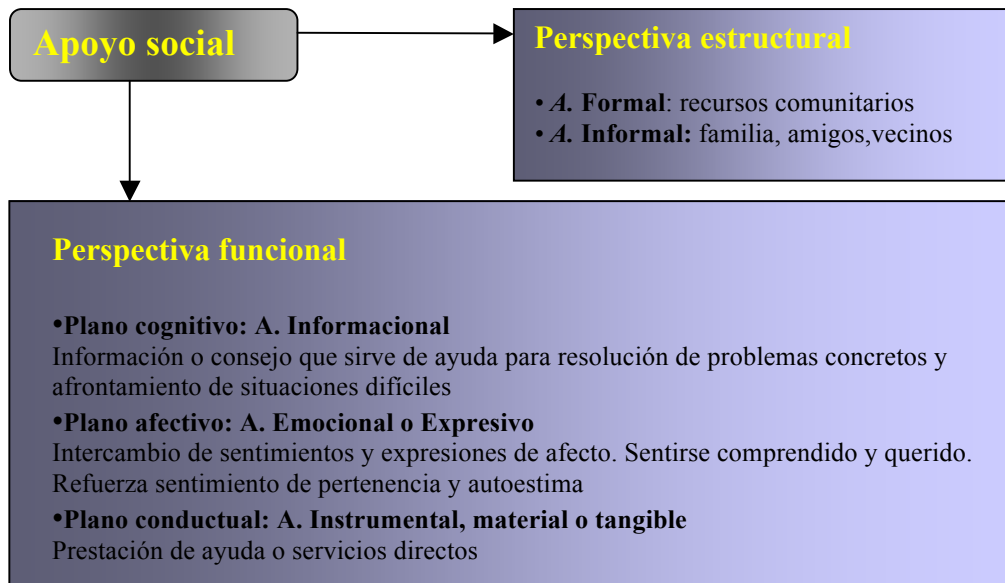 Apoyo social
Perspectiva estructural
• A. Formal: recursos comunitarios
• A. Informal: familia, amigos,vecinos
Perspectiva funcional
•Plano cognitivo: A. Informacional
Información o consejo que sirve de ayuda para resolución de problemas concretos y
afrontamiento de situaciones difíciles
•Plano afectivo: A. Emocional o Expresivo
Intercambio de sentimientos y expresiones de afecto. Sentirse comprendido y querido.
Refuerza sentimiento de pertenencia y autoestima
•Plano conductual: A. Instrumental, material o tangible
Prestación de ayuda o servicios directos